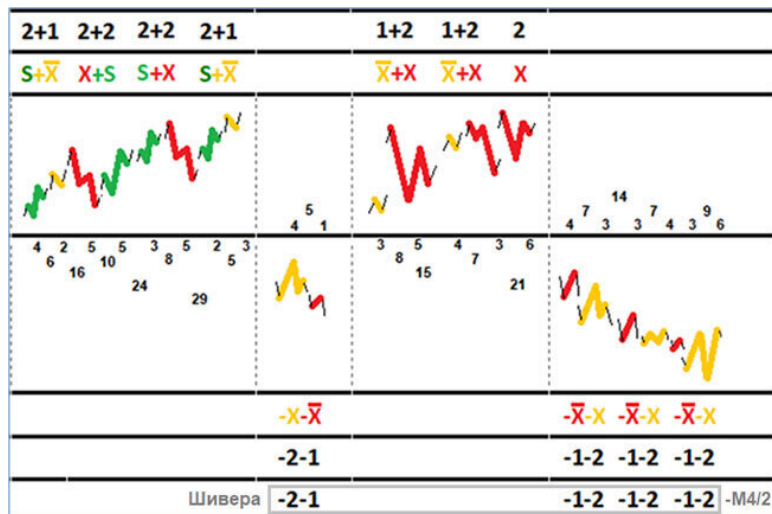 2+1 2+2 2+2 2+1 1+2 1+2 2
S+X̅ X+S S+X S+X̅ X̅+X X̅+X X
14
5 7 7 9
4 1 4 3 3 4 3 6
4 2 5 5 3 5 2 3 3 5 4 3 6
6 16 10 8 5 8 7
24 15 21
29
-X-X̅ -X̅-X -X̅-X -X̅-X
-2-1 -1-2 -1-2 -1-2
Шивера -2-1 -1-2 -1-2 -1-2 -M4/2